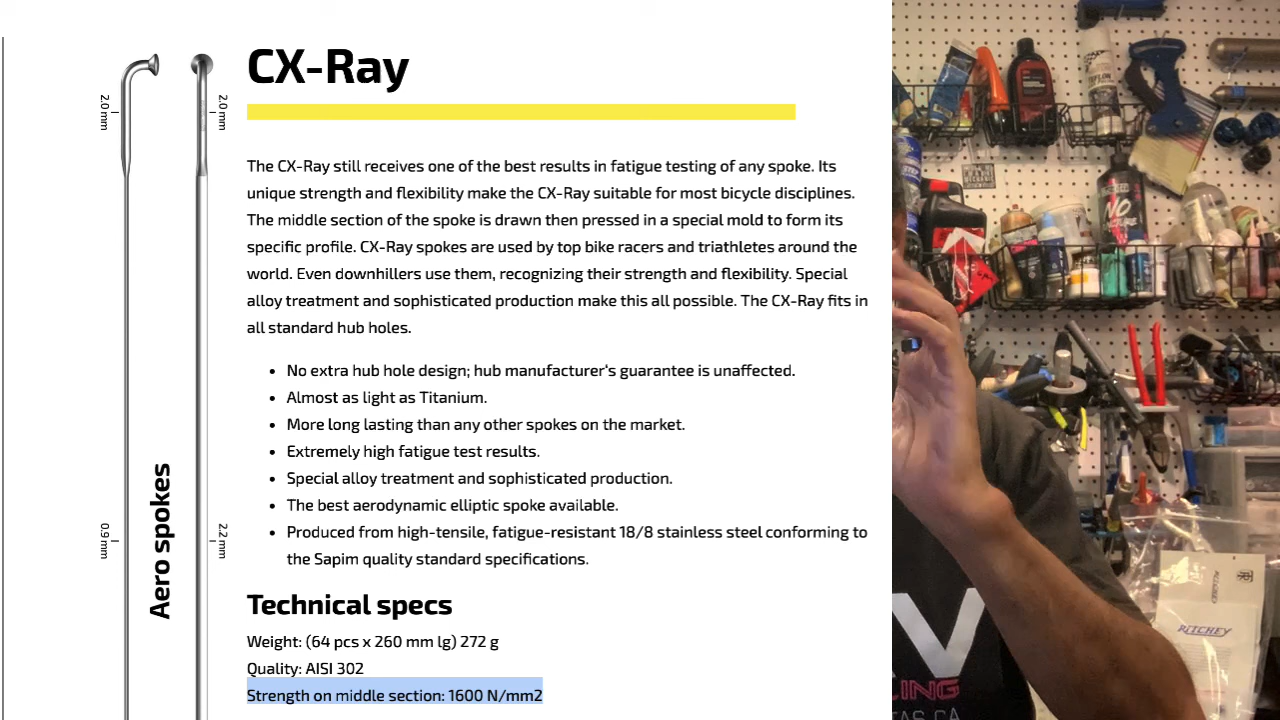 CX-Ray
2.0 mm
2.0 mm
The CX-Ray still receives one of the best results in fatigue testing of any spoke. Its
unique strength and flexibility make the CX-Ray suitable for most bicycle disciplines.
The middle section of the spoke is drawn then pressed in a special mold to form its
specific profile. CX-Ray spokes are used by top bike racers and triathletes around the
world. Even downhillers use them, recognizing their strength and flexibility. Special
alloy treatment and sophisticated production make this all possible. The CX-Ray fits in
all standard hub holes.
• No extra hub hole design; hub manufacturer's guarantee is unaffected.
• Almost as light as Titanium.
• More long lasting than any other spokes on the market.
• Extremely high fatigue test results.
• Special alloy treatment and sophisticated production.
• The best aerodynamic elliptic spoke available.
• Produced from high-tensile, fatigue-resistant 18/8 stainless steel conforming to
the Sapim quality standard specifications.
Aero spokes
0.9 mm
2.2 mm
Technical specs
Weight: (64 pcs x 260 mm lg) 272 g
Quality: AISI 302
Strength on middle section: 1600 N/mm2
NO
RITCHEY
V
ING
AS, CA